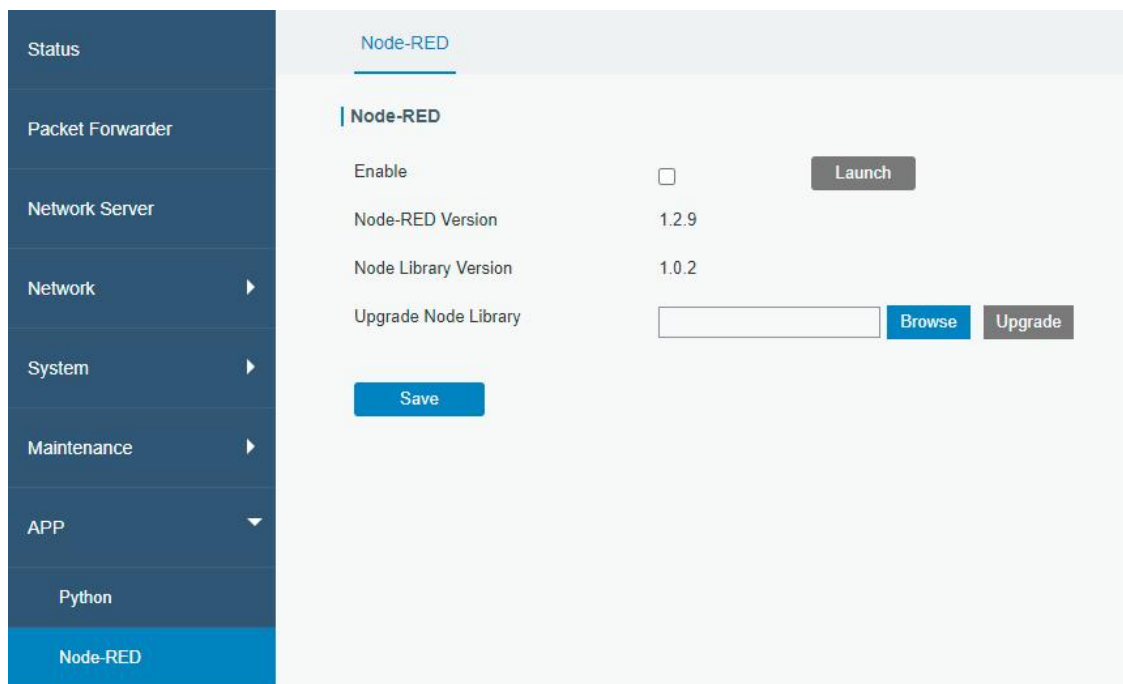 Status
Packet Forwarder
Network Server
Network
System
Maintenance
APP
Python
Node-RED
Node-RED
Node-RED
Enable Launch
Node-RED Version 1.2.9
Node Library Version 1.0.2
Upgrade Node Library Browse Upgrade
Save